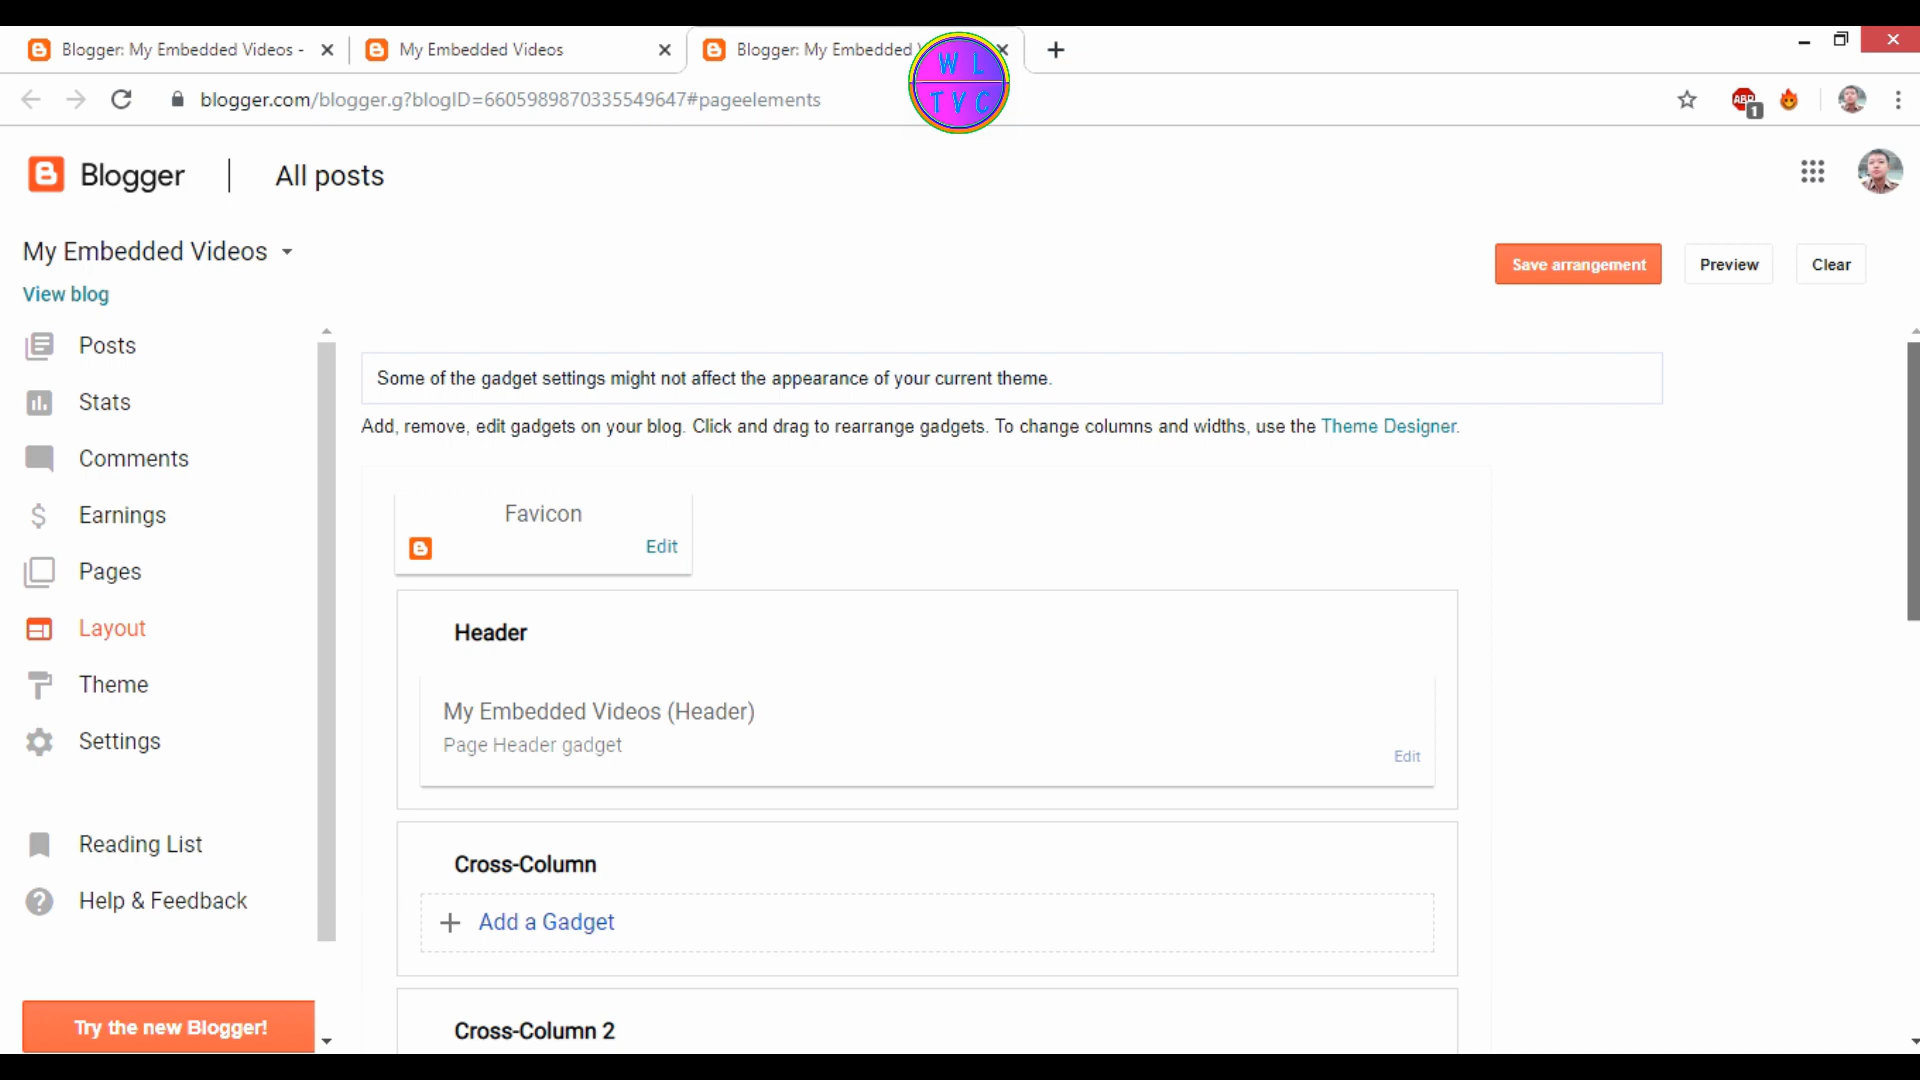 Blogger: My Embedded Videos -
My Embedded Videos
Blogger: My Embedded
W L
T V C
blogger.com/blogger.g?blogID=6605989870335549647#pageelements
ABP
1
Blogger
All posts
My Embedded Videos
View blog
Save arrangement
Preview
Clear
Posts
Stats
Comments
Earnings
Pages
Layout
Theme
Settings
Reading List
Help & Feedback
Try the new Blogger!
Some of the gadget settings might not affect the appearance of your current theme.
Add, remove, edit gadgets on your blog. Click and drag to rearrange gadgets. To change columns and widths, use the Theme Designer.
Favicon
Edit
Header
My Embedded Videos (Header)
Page Header gadget
Edit
Cross-Column
+ Add a Gadget
Cross-Column 2